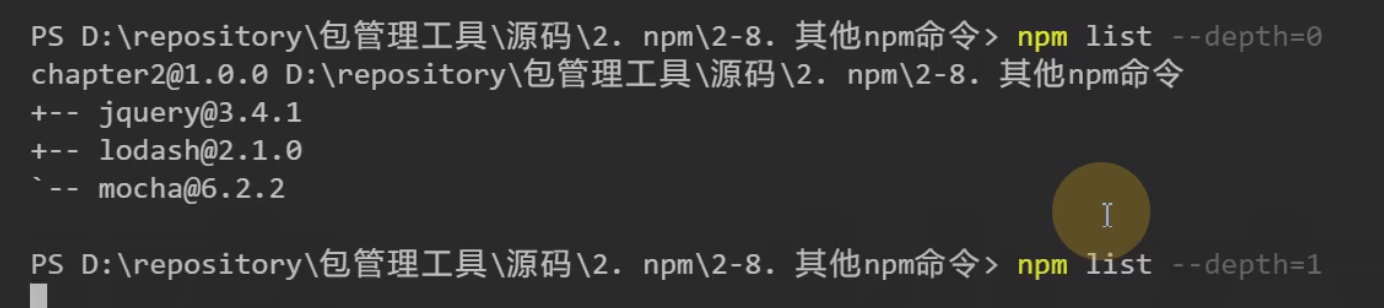 PS D:\repository\包管理工具\源码\2. npm\2-8. 其他npm命令> npm list --depth=0
chapter2@1.0.0 D:\repository\包管理工具\源码\2. npm\2-8. 其他npm命令
+-- jquery@3.4.1
+-- lodash@2.1.0
`-- mocha@6.2.2
PS D:\repository\包管理工具\源码\2. npm\2-8. 其他npm命令> npm list --depth=1